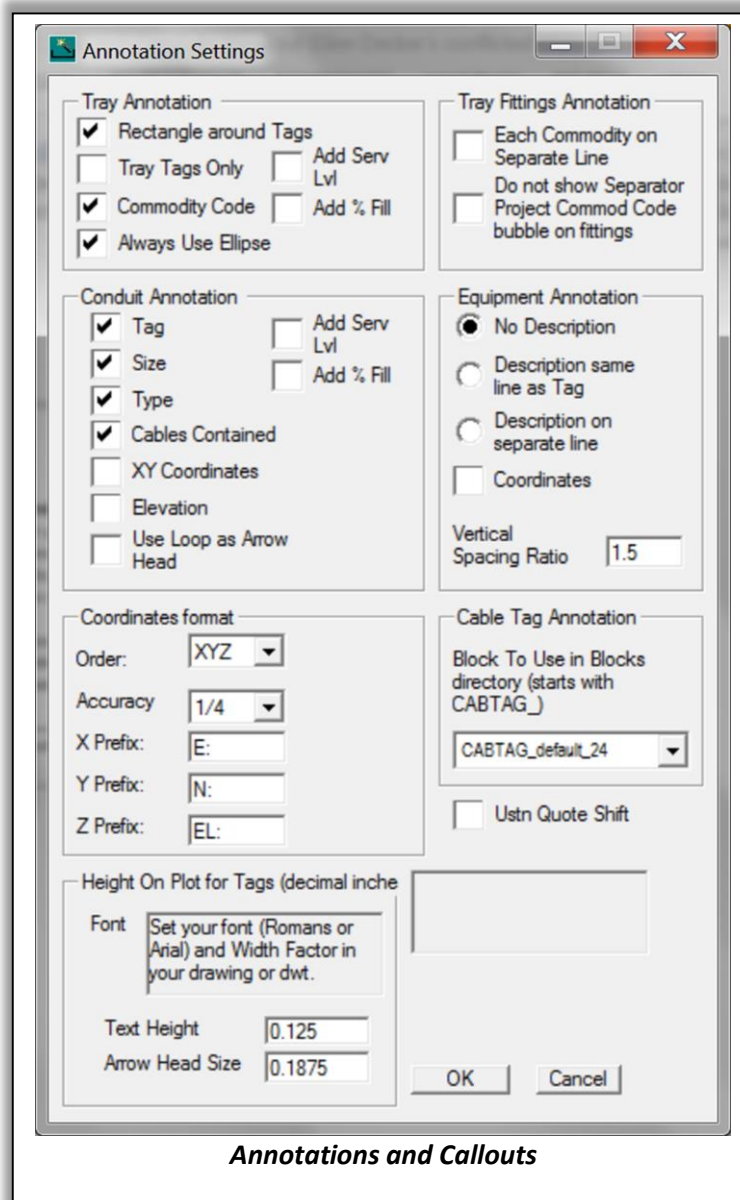 Annotation Settings
Tray Annotation
Rectangle around Tags
Tray Tags Only
Add Serv
Lvl
Commodity Code
Add % Fill
Always Use Ellipse
Tray Fittings Annotation
Each Commodity on
Separate Line
Do not show Separator
Project Commod Code
bubble on fittings
Conduit Annotation
Tag
Add Serv
Lvl
Size
Add % Fill
Type
Cables Contained
XY Coordinates
Elevation
Use Loop as Arrow
Head
Equipment Annotation
No Description
Description same
line as Tag
Description on
separate line
Coordinates
Vertical
Spacing Ratio
1.5
Coordinates format
Order:
XYZ
Accuracy
1/4
X Prefix:
E:
Y Prefix:
N:
Z Prefix:
EL:
Cable Tag Annotation
Block To Use in Blocks
directory (starts with
CABTAG_)
CABTAG_default_24
Ustn Quote Shift
Height On Plot for Tags (decimal inche
Font
Set your font (Romans or
Arial) and Width Factor in
your drawing or dwt.
Text Height
0.125
Arrow Head Size
0.1875
OK
Cancel
Annotations and Callouts